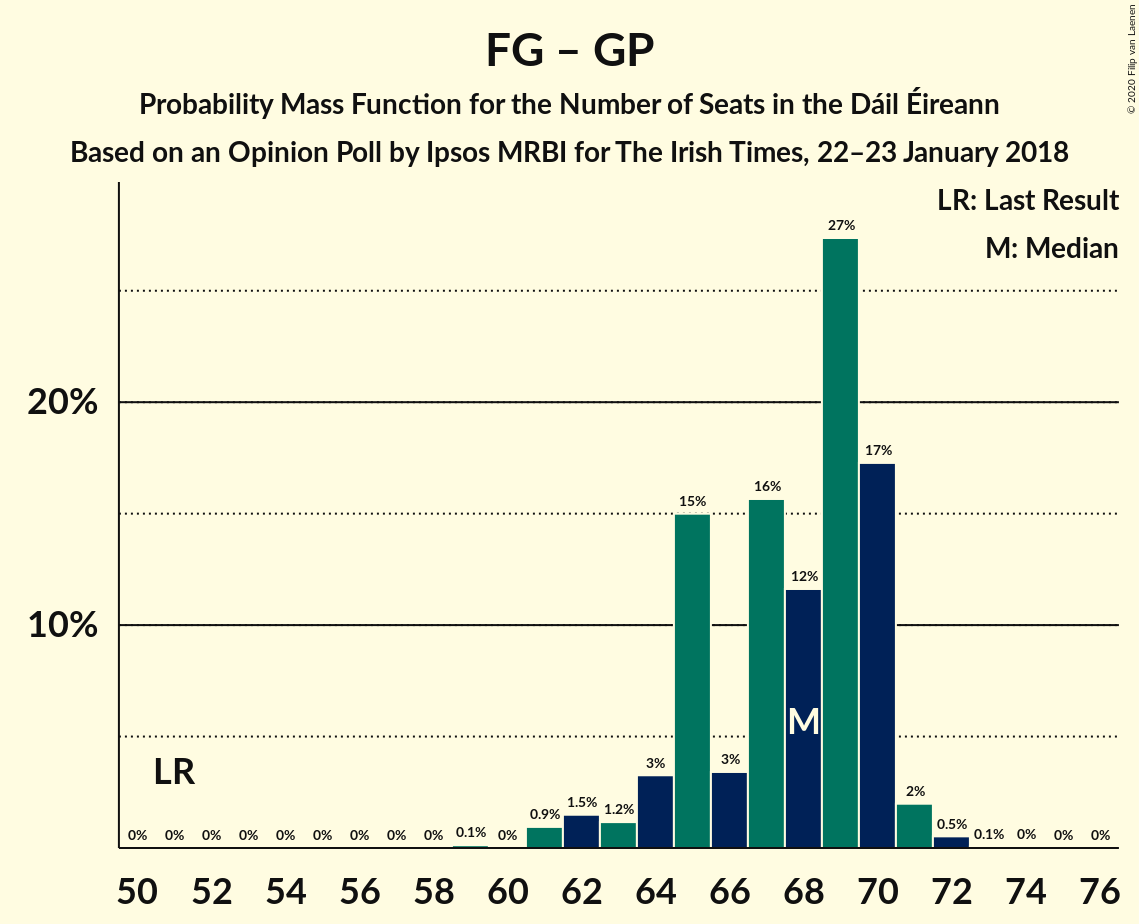 FG – GP
Probability Mass Function for the Number of Seats in the Dáil Éireann
Based on an Opinion Poll by Ipsos MRBI for The Irish Times, 22–23 January 2018
© 2020 Filip van Laenen
LR: Last Result
M: Median
27%
20%
17%
16%
15%
12%
10%
M
LR
3%
3%
2%
0% 0% 0% 0% 0% 0% 0% 0% 0% 0.1% 0% 0.9% 1.5% 1.2% 0.5% 0.1% 0% 0% 0%
50 52 54 56 58 60 62 64 66 68 70 72 74 76